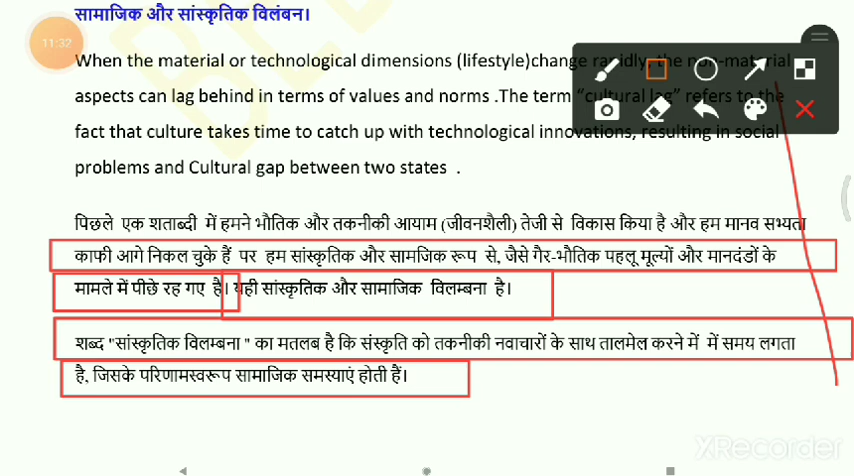 सामाजिक और सांस्कृतिक विलंबन।
11:32
When the material or technological dimensions (lifestyle)change rapidly, the non-material
aspects can lag behind in terms of values and norms .The term “cultural lag” refers to the
fact that culture takes time to catch up with technological innovations, resulting in social
problems and Cultural gap between two states .
पिछले एक शताब्दी में हमने भौतिक और तकनीकी आयाम (जीवनशैली) तेजी से विकास किया है और हम मानव सभ्यता
काफी आगे निकल चुके हैं पर हम सांस्कृतिक और सामजिक रूप से, जैसे गैर-भौतिक पहलू मूल्यों और मानदंडों के
मामले में पीछे रह गए है। यही सांस्कृतिक और सामाजिक विलम्बना है।
शब्द "सांस्कृतिक विलम्बना " का मतलब है कि संस्कृति को तकनीकी नवाचारों के साथ तालमेल करने में में समय लगता
है, जिसके परिणामस्वरूप सामाजिक समस्याएं होती हैं।
XRecorder